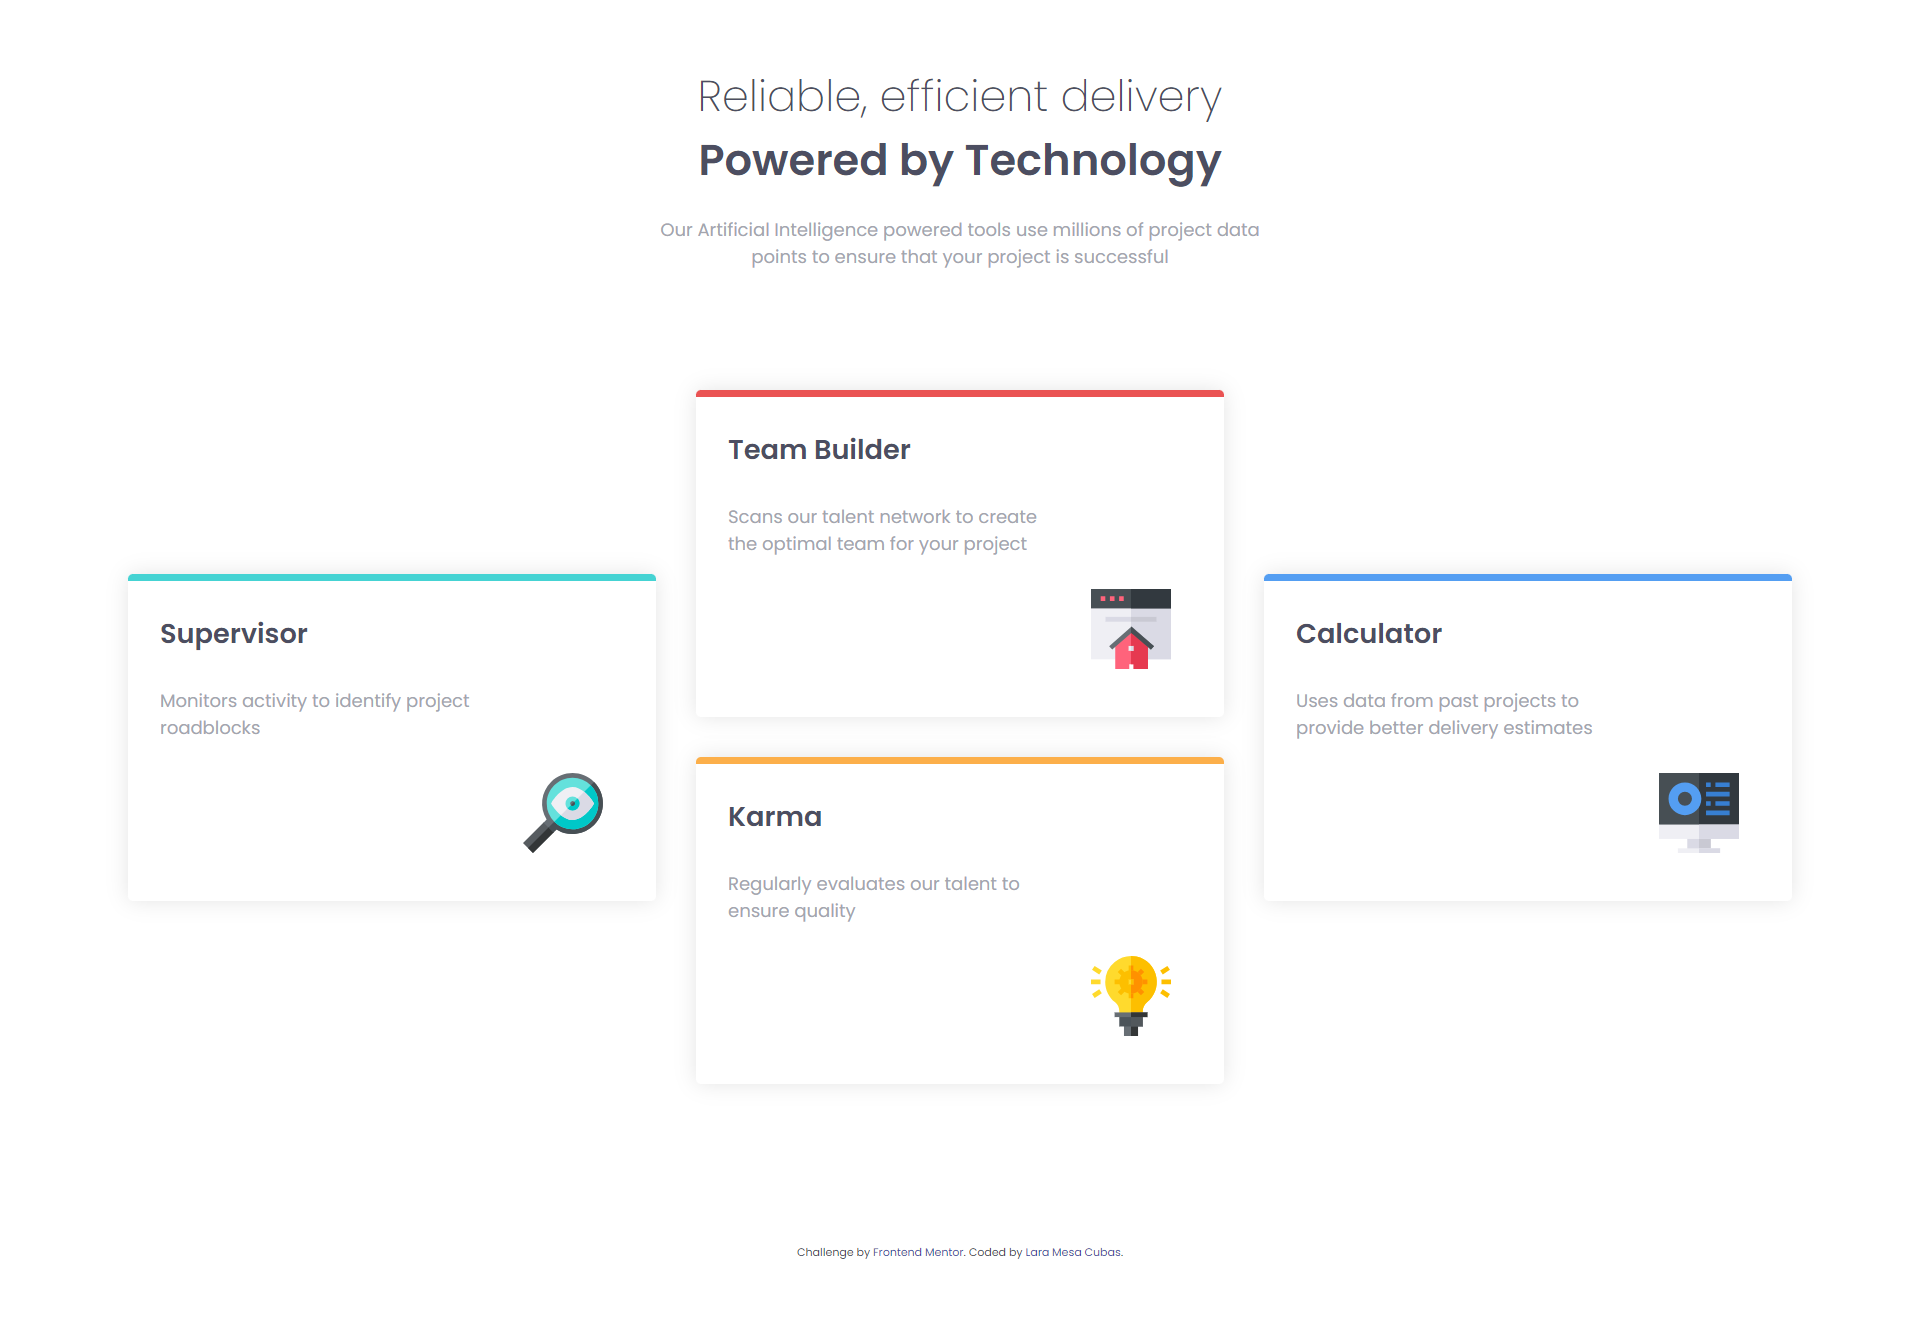 Reliable, efficient delivery
Powered by Technology
Our Artificial Intelligence powered tools use millions of project data
points to ensure that your project is successful
Supervisor
Monitors activity to identify project
roadblocks
Team Builder
Scans our talent network to create
the optimal team for your project
Karma
Regularly evaluates our talent to
ensure quality
Calculator
Uses data from past projects to
provide better delivery estimates
Challenge by Frontend Mentor. Coded by Lara Mesa Cubas.